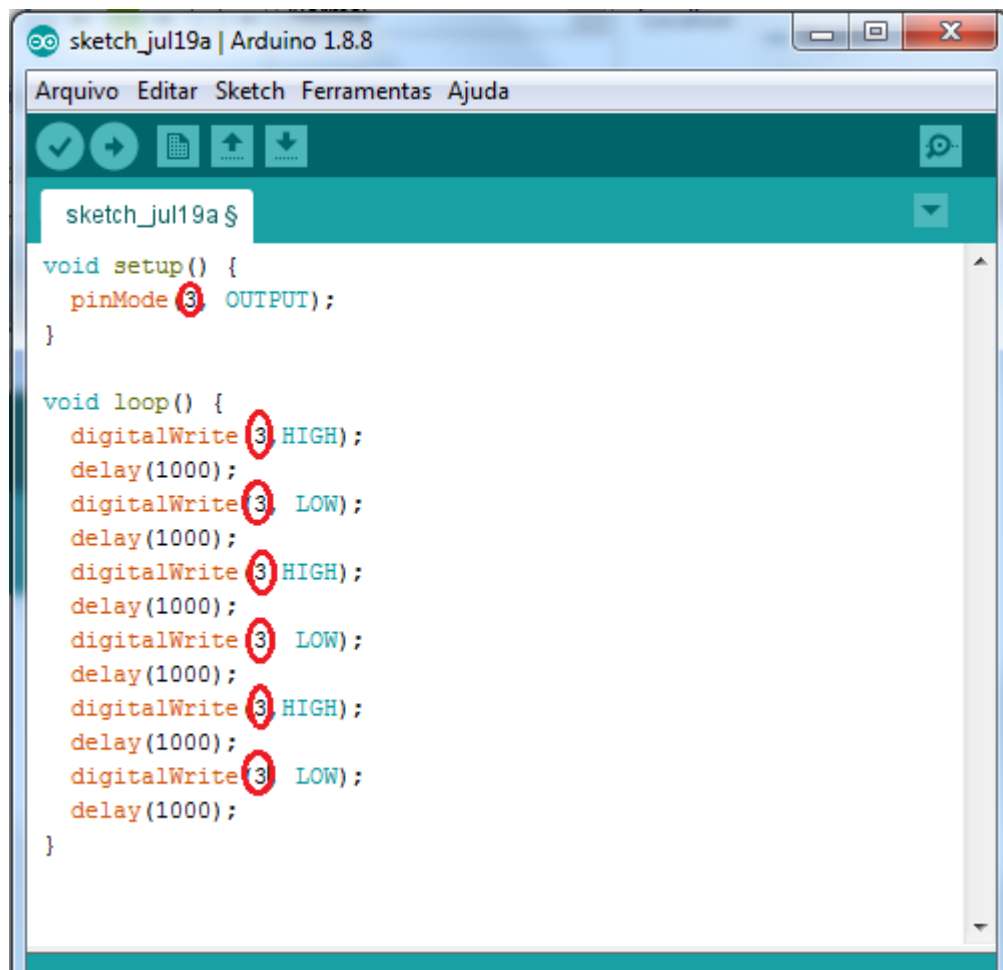 sketch_jul19a | Arduino 1.8.8
Arquivo Editar Sketch Ferramentas Ajuda
sketch_jul19a §
void setup() {
  pinMode(3, OUTPUT);
}
void loop() {
  digitalWrite(3,HIGH);
  delay(1000);
  digitalWrite(3, LOW);
  delay(1000);
  digitalWrite(3,HIGH);
  delay(1000);
  digitalWrite(3, LOW);
  delay(1000);
  digitalWrite(3,HIGH);
  delay(1000);
  digitalWrite(3, LOW);
  delay(1000);
}